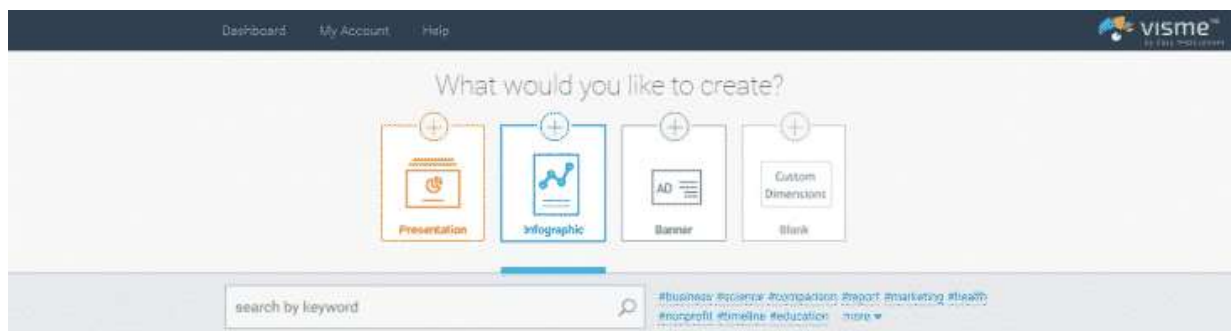 Dashboard My Account Help
visme™
What would you like to create?
AD
Custom
Dimensions
Presentation Infographic Banner Blank
search by keyword
#business #science #comparison #report #marketing #health
#nonprofit #timeline #education more